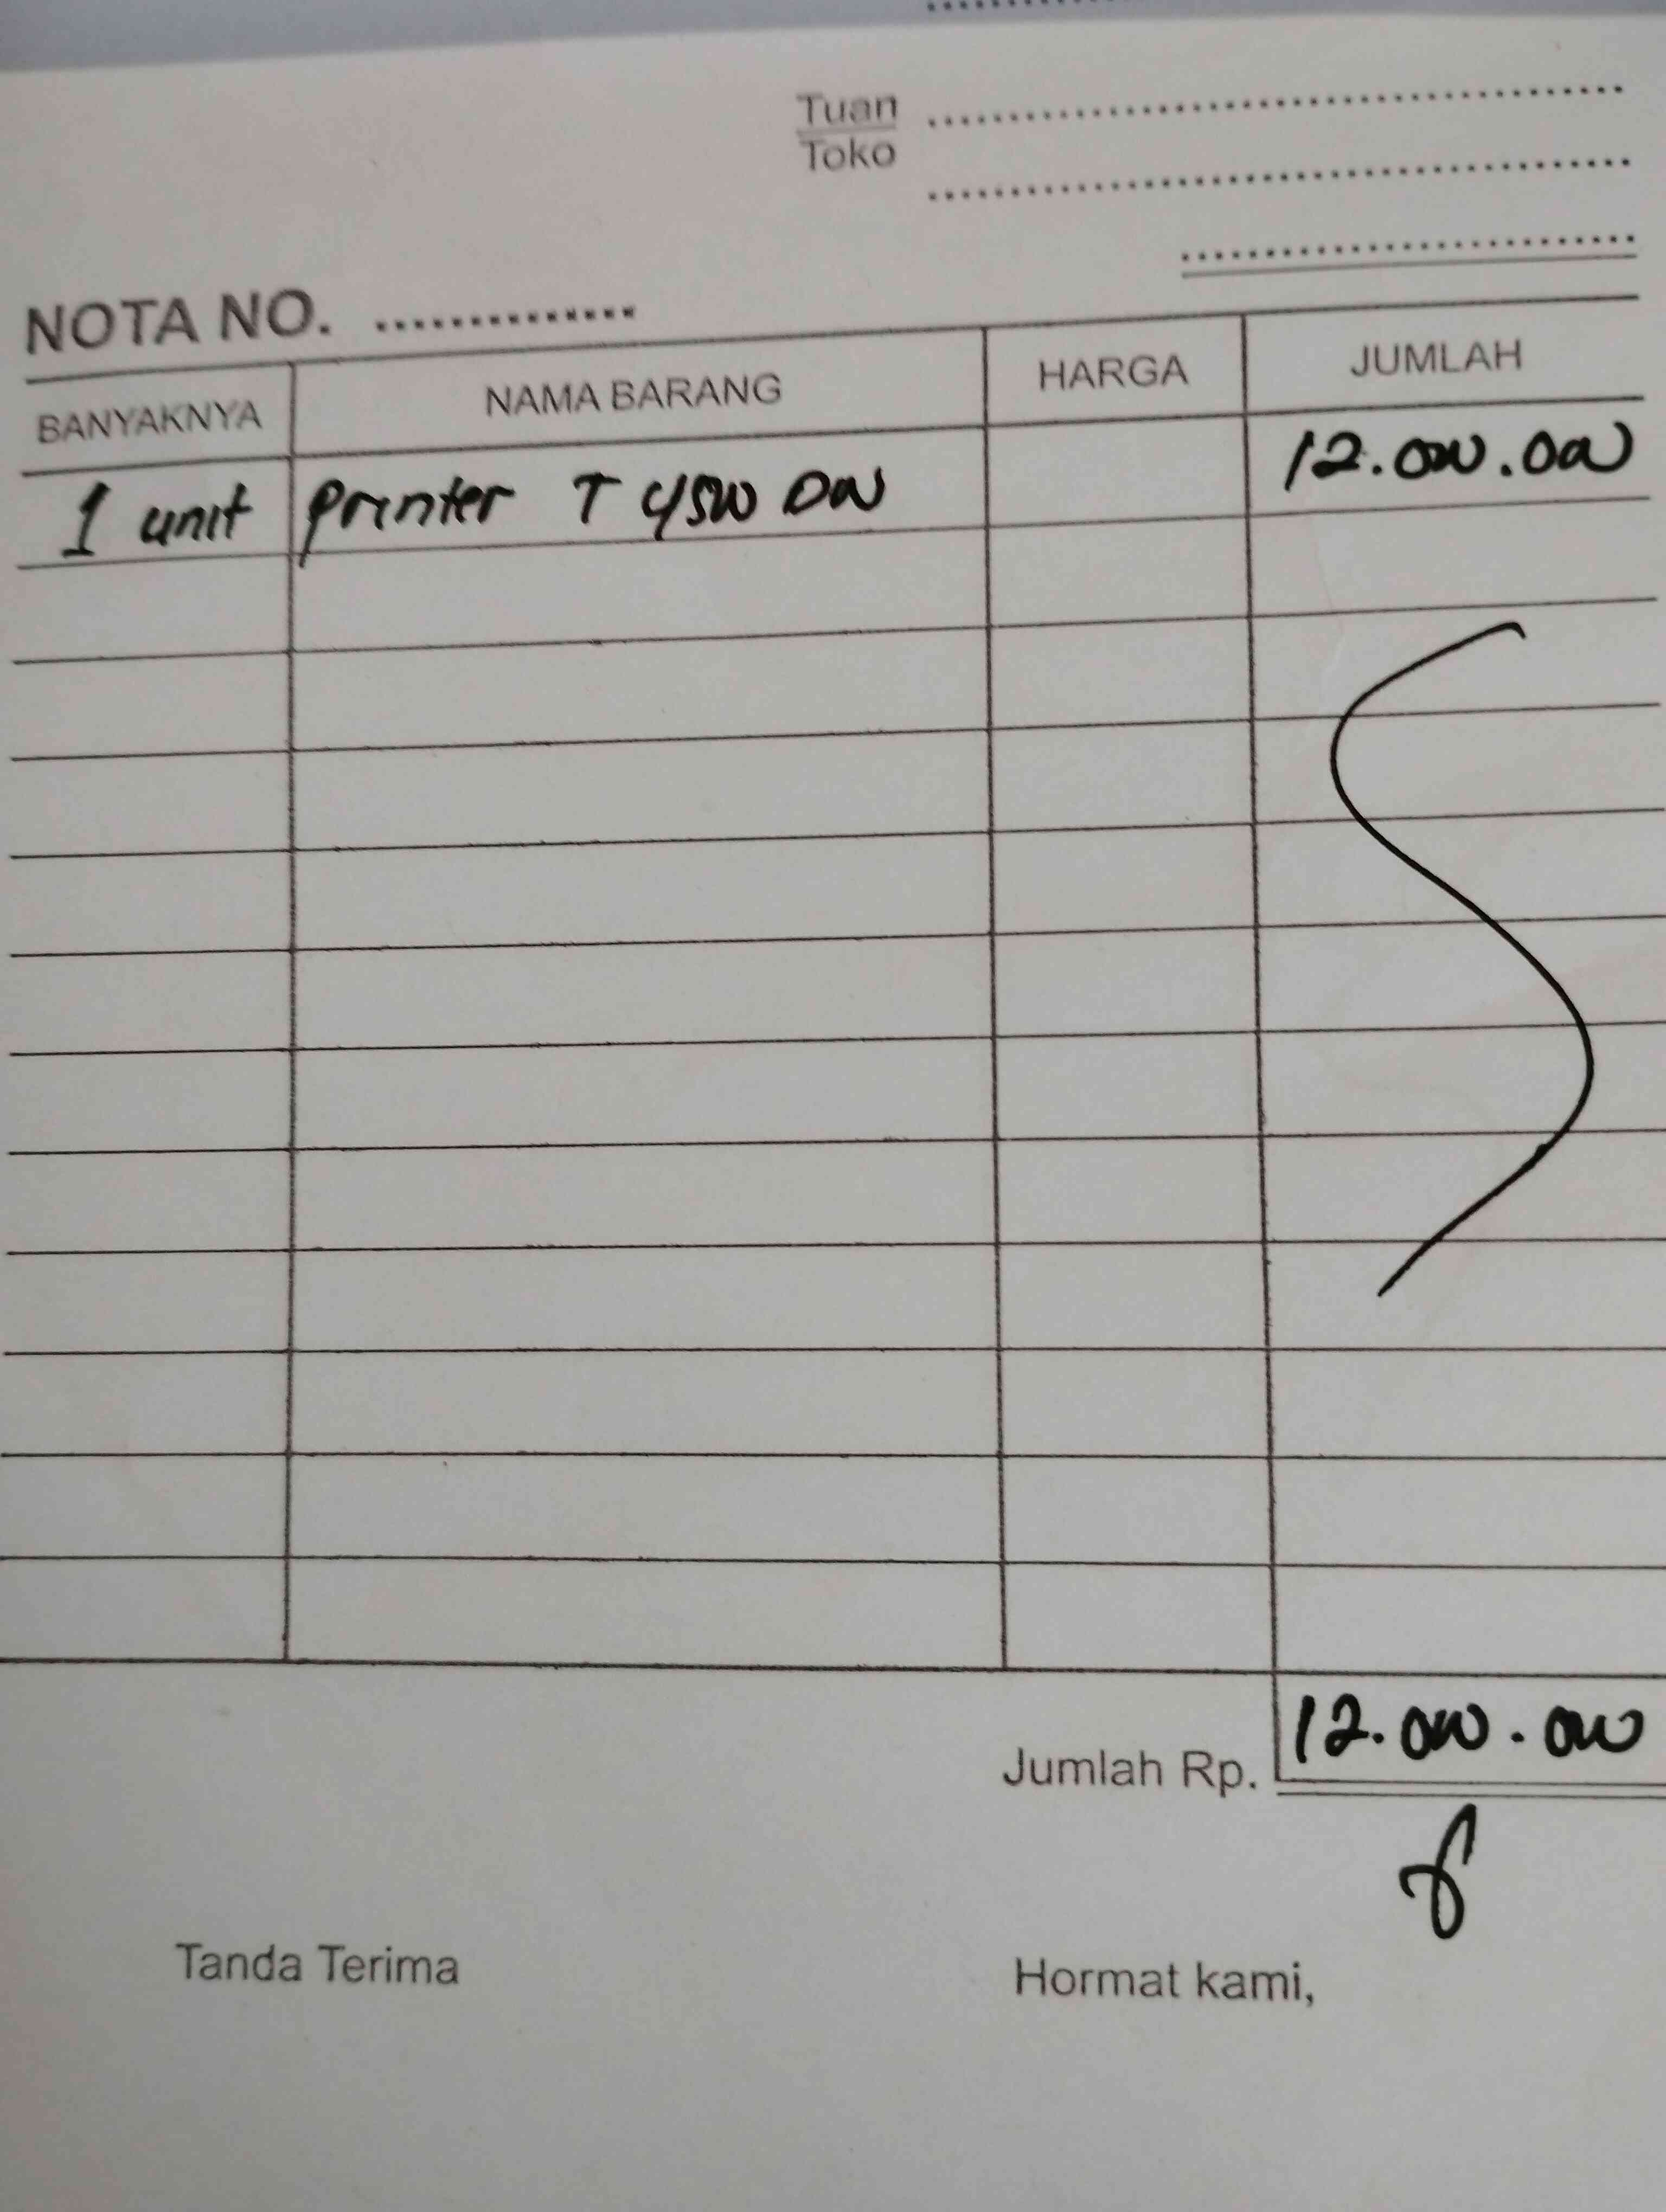 Tuan
Toko
NOTA NO.
BANYAKNYA NAMA BARANG HARGA JUMLAH
1 unit Printer T 4500 DW 12.000.000
Jumlah Rp. 12.000.000
Tanda Terima Hormat kami,